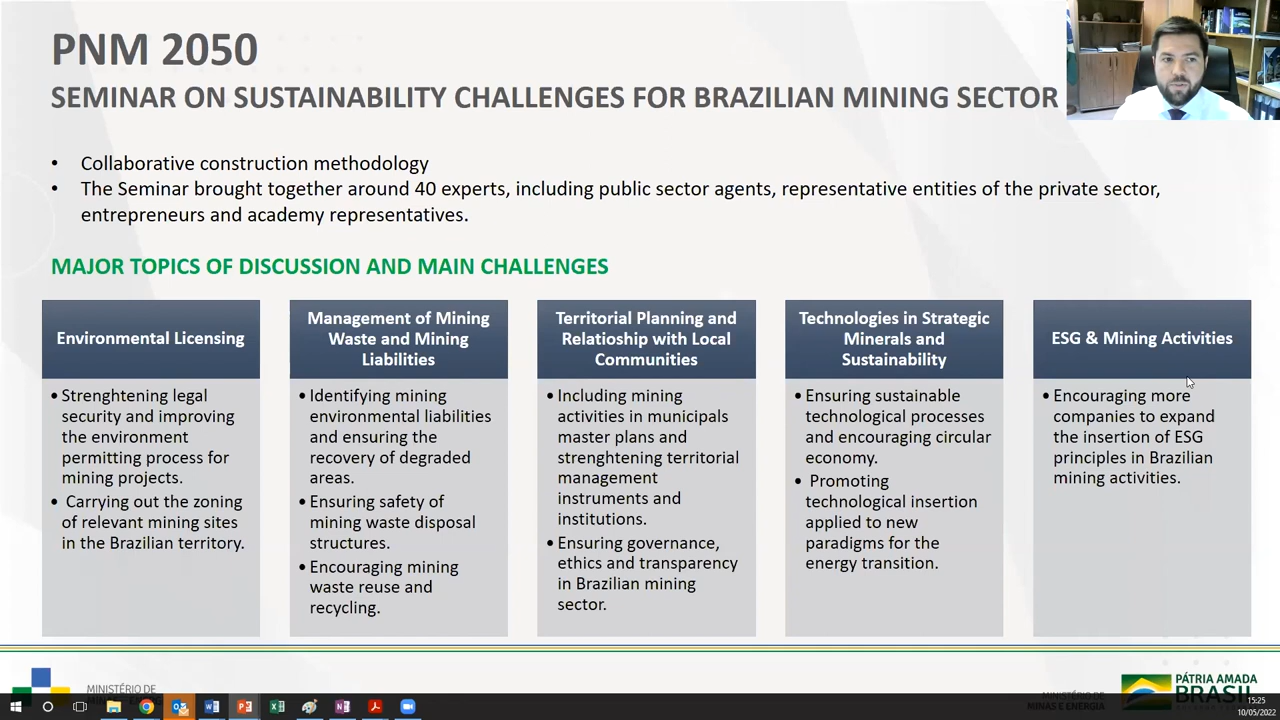 PNM 2050
SEMINAR ON SUSTAINABILITY CHALLENGES FOR BRAZILIAN MINING SECTOR
• Collaborative construction methodology
• The Seminar brought together around 40 experts, including public sector agents, representative entities of the private sector,
entrepreneurs and academy representatives.
MAJOR TOPICS OF DISCUSSION AND MAIN CHALLENGES
Environmental Licensing
• Strenghtening legal
security and improving
the environment
permitting process for
mining projects.
• Carrying out the zoning
of relevant mining sites
in the Brazilian territory.
Management of Mining
Waste and Mining
Liabilities
• Identifying mining
environmental liabilities
and ensuring the
recovery of degraded
areas.
• Ensuring safety of
mining waste disposal
structures.
• Encouraging mining
waste reuse and
recycling.
Territorial Planning and
Relatioship with Local
Communities
• Including mining
activities in municipals
master plans and
strenghtening territorial
management
instruments and
institutions.
• Ensuring governance,
ethics and transparency
in Brazilian mining
sector.
Technologies in Strategic
Minerals and
Sustainability
• Ensuring sustainable
technological processes
and encouraging circular
economy.
• Promoting
technological insertion
applied to new
paradigms for the
energy transition.
ESG & Mining Activities
• Encouraging more
companies to expand
the insertion of ESG
principles in Brazilian
mining activities.
MINISTÉRIO DE
MINISTÉRIO DE
MINAS E ENERGIA
PÁTRIA AMADA
BRASIL
15:25
10/05/2022